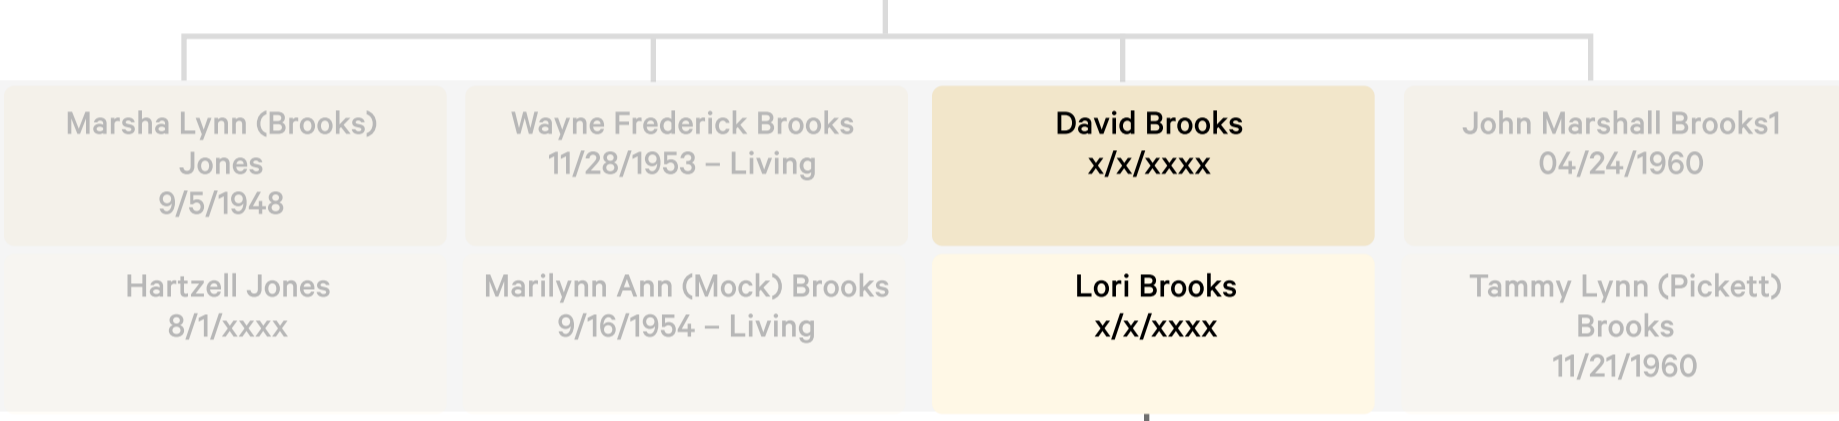 Marsha Lynn (Brooks)
Jones
9/5/1948
Wayne Frederick Brooks
11/28/1953 – Living
David Brooks
x/x/xxxx
John Marshall Brooks1
04/24/1960
Hartzell Jones
8/1/xxxx
Marilynn Ann (Mock) Brooks
9/16/1954 – Living
Lori Brooks
x/x/xxxx
Tammy Lynn (Pickett)
Brooks
11/21/1960